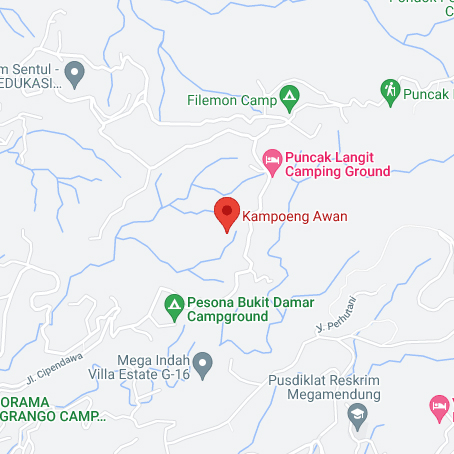 m Sentul -
EDUKASI...
Filemon Camp
Puncak
Puncak Langit
Camping Ground
Kampoeng Awan
Pesona Bukit Damar
Campground
Jl. Perhutani
Jl. Cipendawa
Mega Indah
Villa Estate G-16
Pusdiklat Reskrim
Megamendung
ORAMA
GRANGO CAMP...